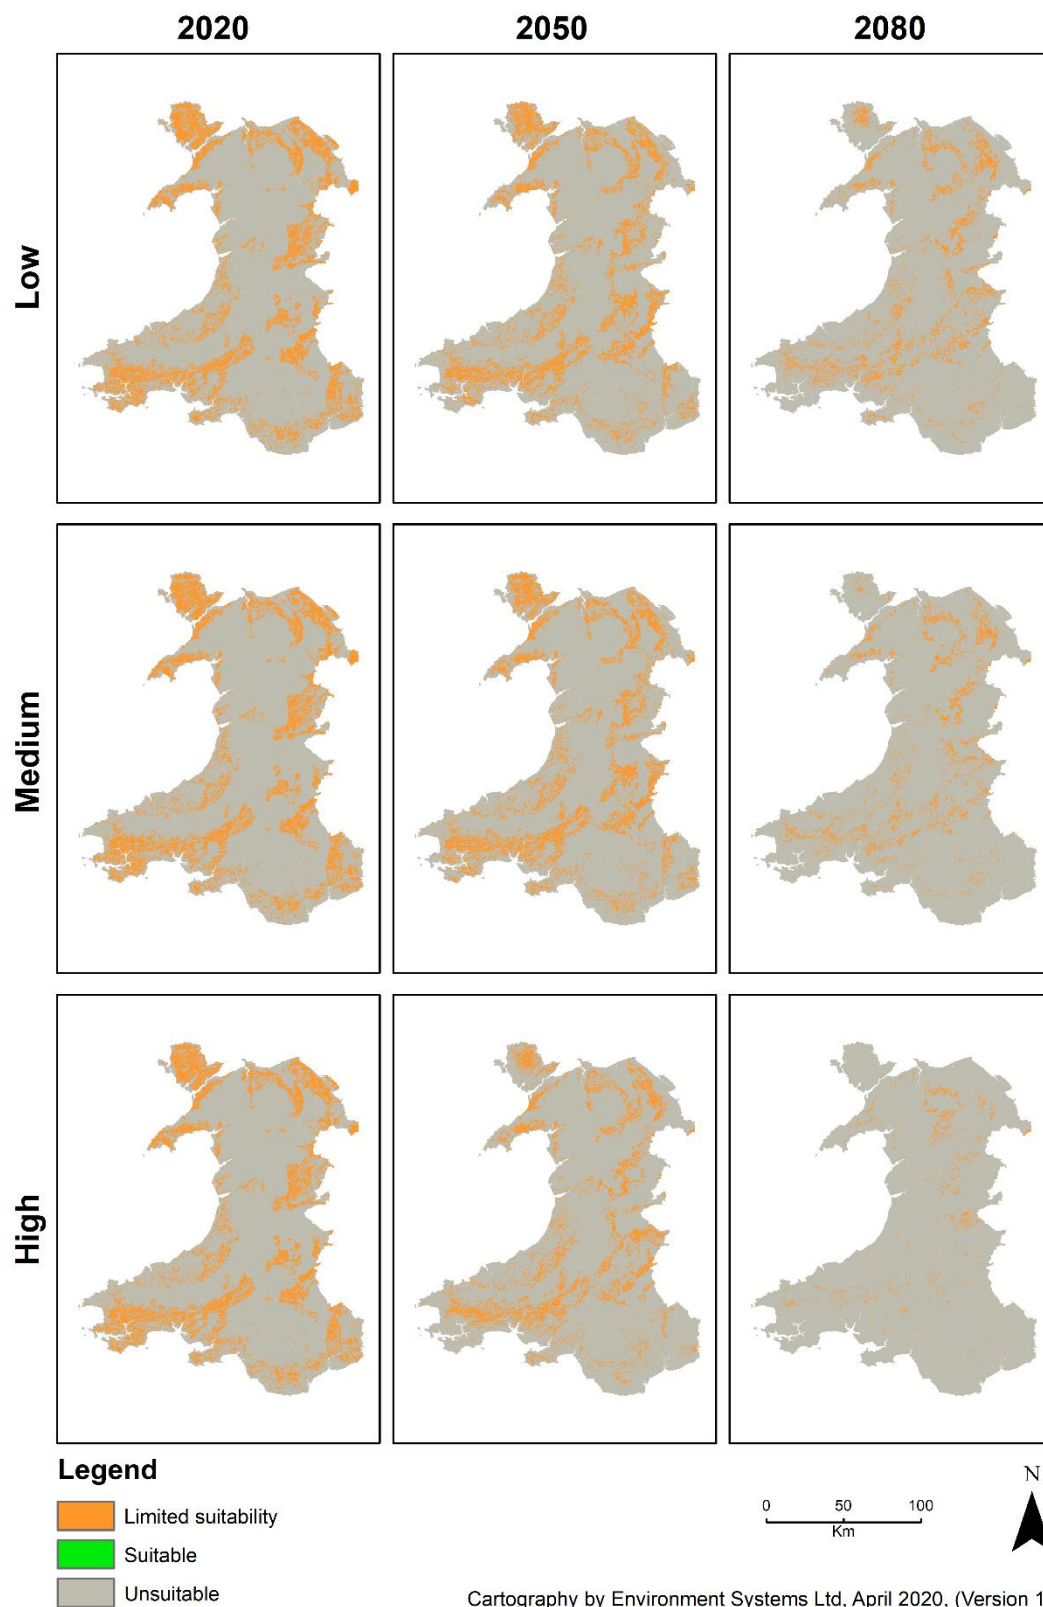 2020 2050 2080
Low
Medium
High
Legend
Limited suitability
Suitable
Unsuitable
0 50 100
Km
N
Cartography by Environment Systems Ltd, April 2020, (Version 1